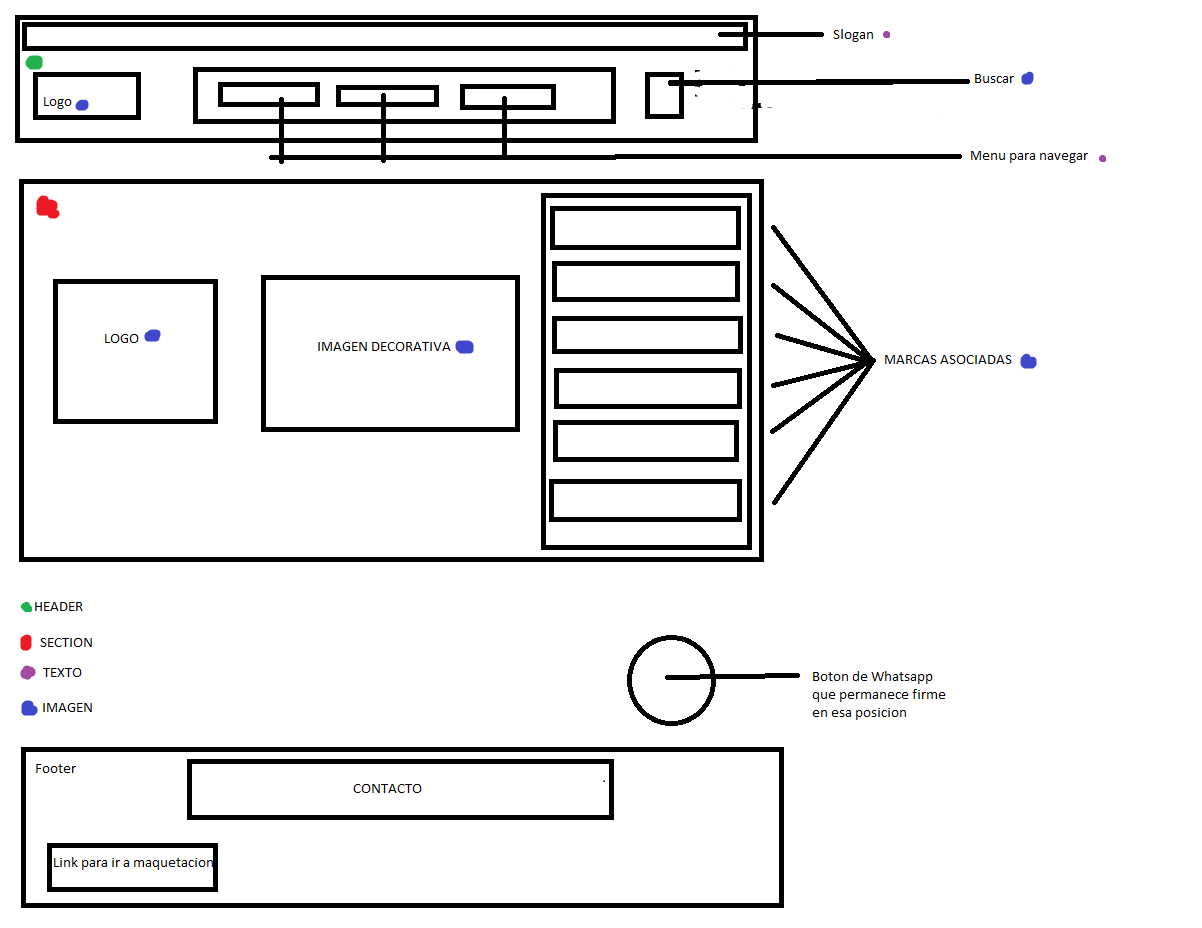 Slogan
Buscar
Logo
Menu para navegar
LOGO
IMAGEN DECORATIVA
MARCAS ASOCIADAS
HEADER
SECTION
TEXTO
IMAGEN
Boton de Whatsapp
que permanece firme
en esa posicion
Footer
CONTACTO
Link para ir a maquetacion